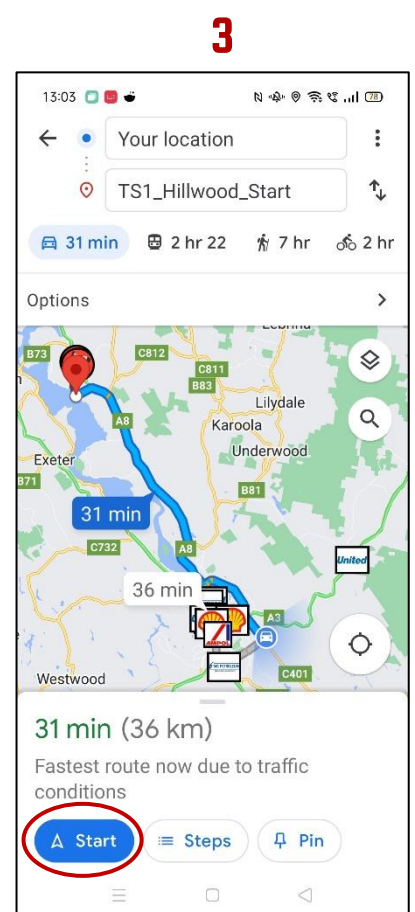 3
13:03
78
Your location
TS1_Hillwood_Start
31 min 2 hr 22 7 hr 2 hr
Options
B73
C812
C811
B83
Lilydale
A8
Karoola
Underwood
Exeter
B71
B81
31 min
C732
A8
United
36 min
A3
AMPOL
C401
Westwood
31 min (36 km)
Fastest route now due to traffic
conditions
Start
Steps
Pin